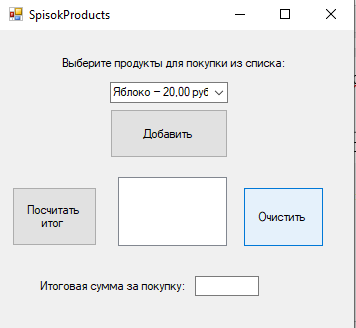 SpisokProducts
Выберите продукты для покупки из списка:
Яблоко – 20,00 руб
Добавить
Посчитать
итог
Очистить
Итоговая сумма за покупку: